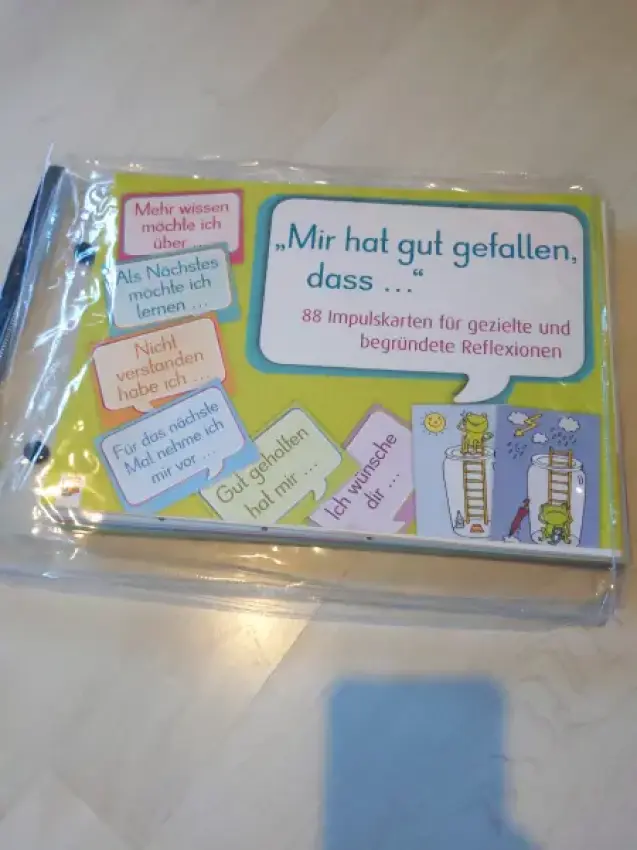 Mehr wissen
möchte ich
über ...
„Mir hat gut gefallen,
dass ...“
88 Impulskarten für gezielte und
begründete Reflexionen
Als Nächstes
möchte ich
lernen ...
Nicht
verstanden
habe ich ...
Für das nächste
Mal nehme ich
mir vor ...
Gut geholfen
hat mir ...
Ich wünsche
dir ...